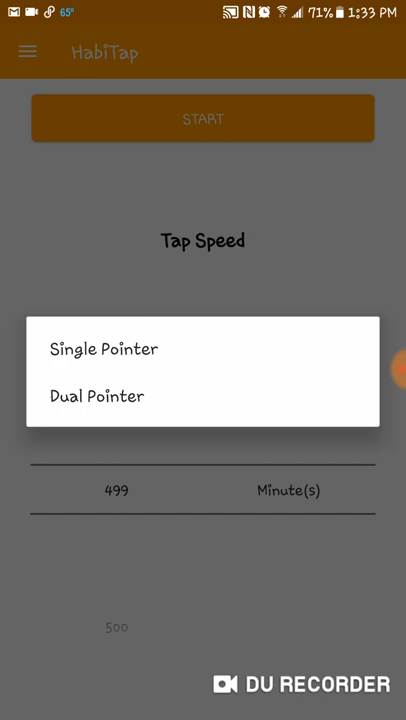 65° 71% 1:33 PM
HabiTap
START
Tap Speed
Single Pointer
Dual Pointer
499 Minute(s)
500
DU RECORDER